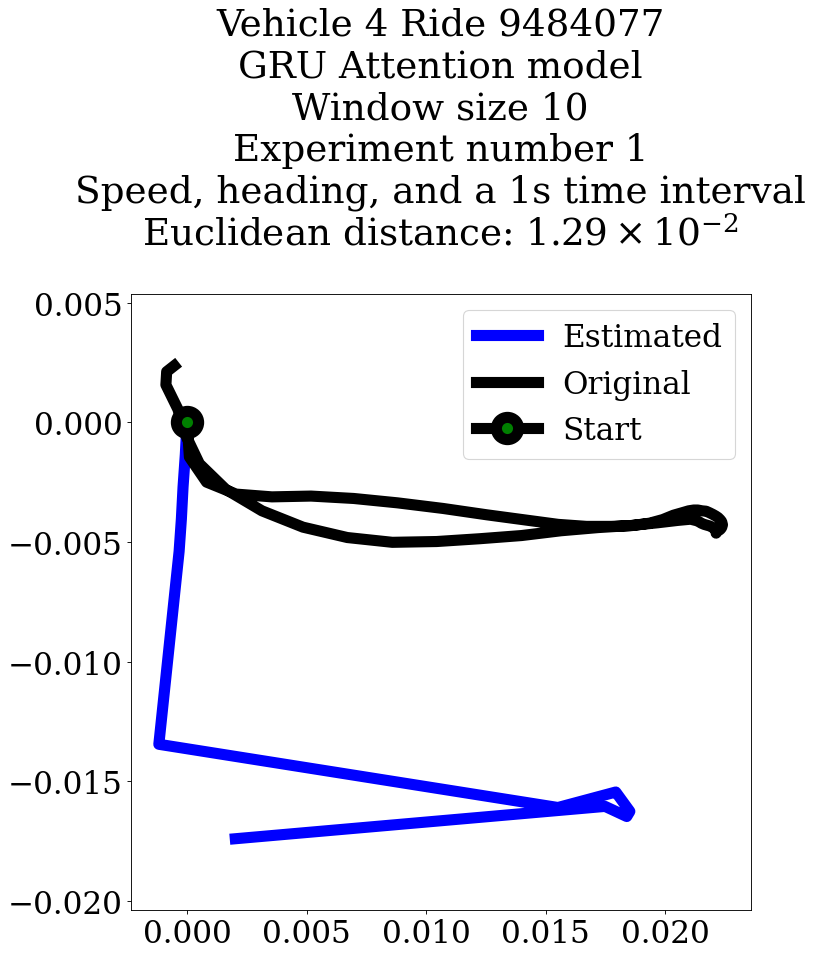 Vehicle 4 Ride 9484077
GRU Attention model
Window size 10
Experiment number 1
Speed, heading, and a 1s time interval
Euclidean distance: 1.29 × 10⁻²
0.005
0.000
−0.005
−0.010
−0.015
−0.020
Estimated
Original
Start
0.000 0.005 0.010 0.015 0.020